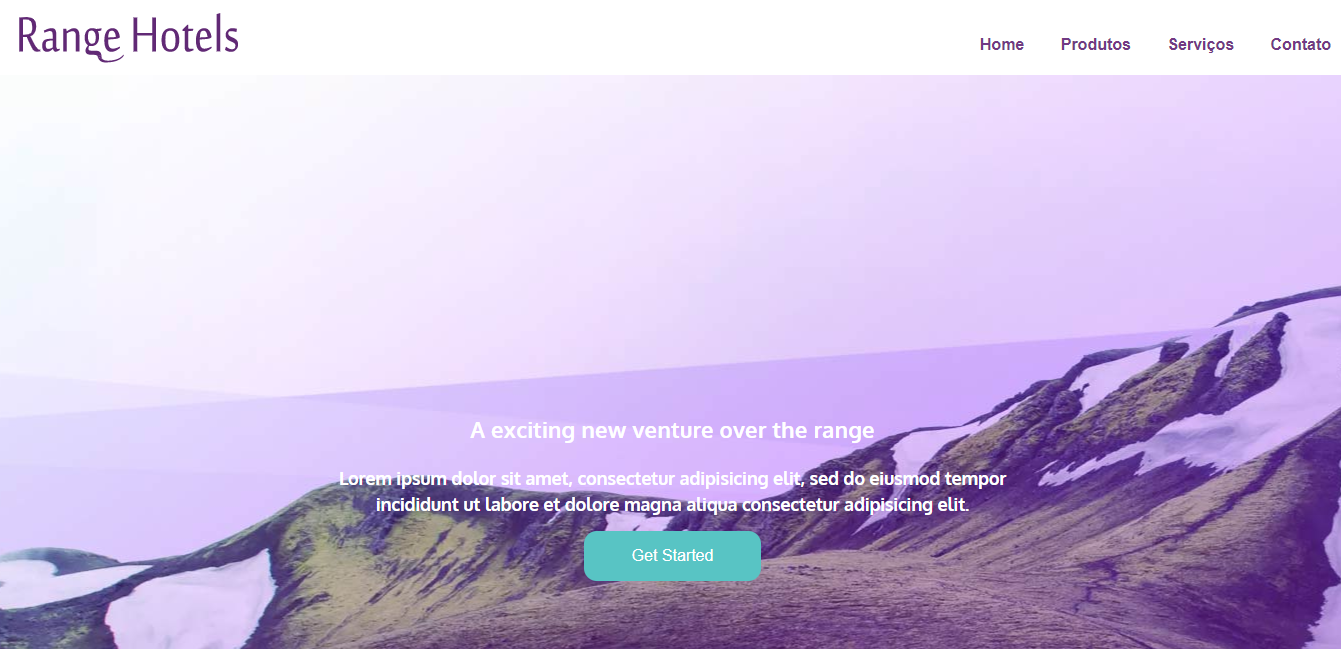 Range Hotels
Home Produtos Serviços Contato
A exciting new venture over the range
Lorem ipsum dolor sit amet, consectetur adipisicing elit, sed do eiusmod tempor
incididunt ut labore et dolore magna aliqua consectetur adipisicing elit.
Get Started